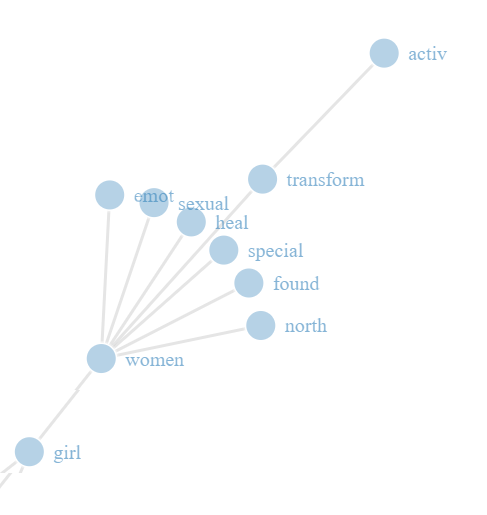 activ
transform
emot
sexual
heal
special
found
north
women
girl